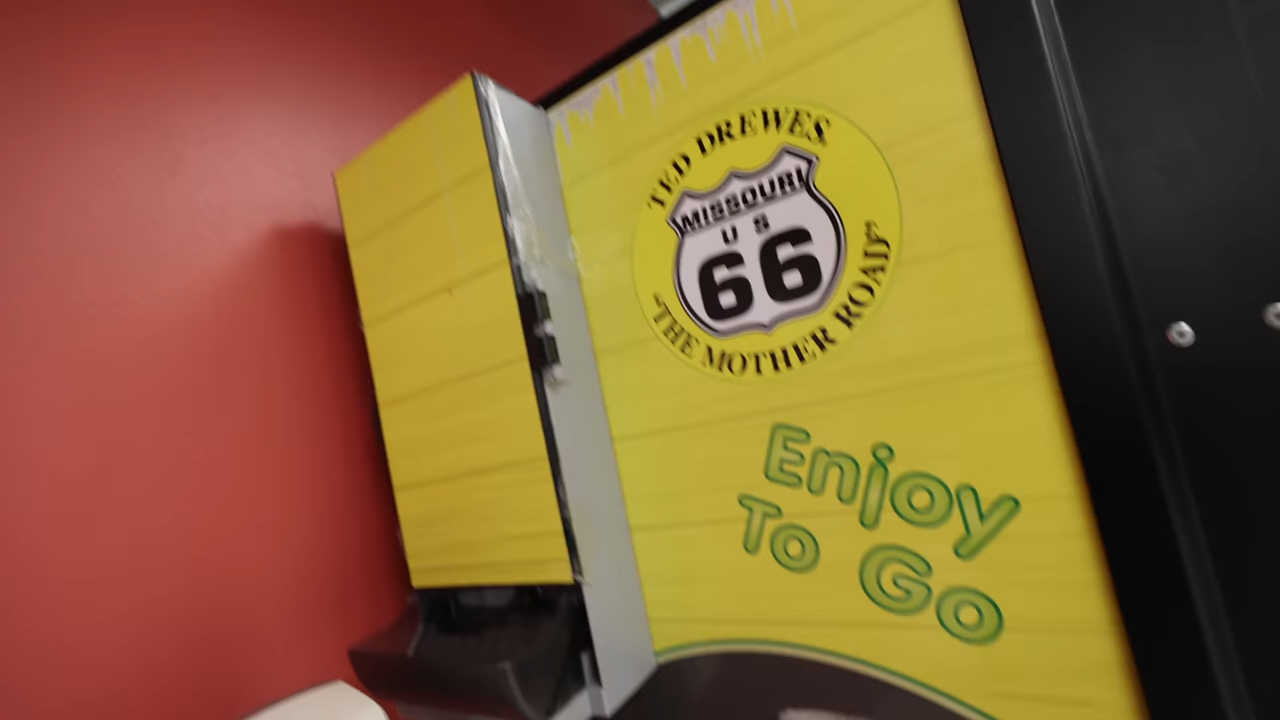 TED DREWES
MISSOURI
U S
66
"THE MOTHER ROAD"
Enjoy
To Go